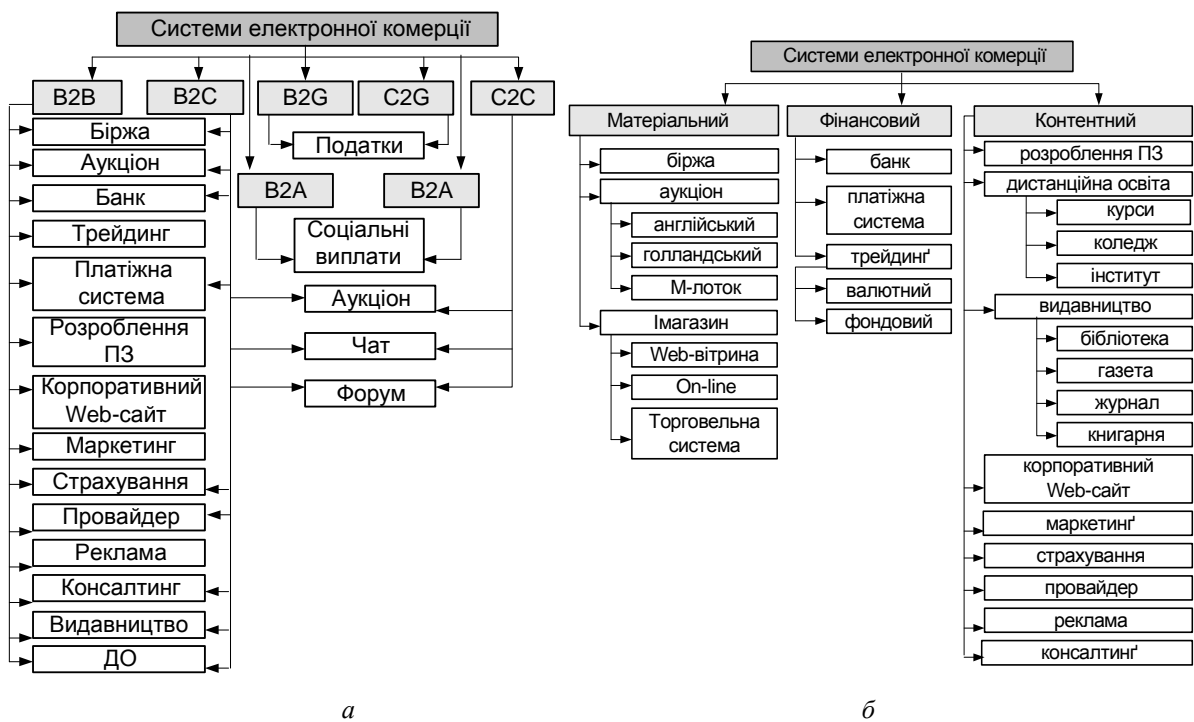 Системи електронної комерції
B2B
B2C
B2G
C2G
C2C
Біржа
Аукціон
Банк
Трейдинг
Платіжна
система
Розроблення
ПЗ
Корпоративний
Web-сайт
Маркетинг
Страхування
Провайдер
Реклама
Консалтинг
Видавництво
ДО
Податки
B2A
B2A
Соціальні
виплати
Аукціон
Чат
Форум
а
Системи електронної комерції
Матеріальний
Фінансовий
Контентний
біржа
аукціон
англійський
голландський
М-лоток
Імагазин
Web-вітрина
On-line
Торговельна
система
банк
платіжна
система
трейдинґ
валютний
фондовий
розроблення ПЗ
дистанційна освіта
курси
коледж
інститут
видавництво
бібліотека
газета
журнал
книгарня
корпоративний
Web-сайт
маркетинґ
страхування
провайдер
реклама
консалтинґ
б